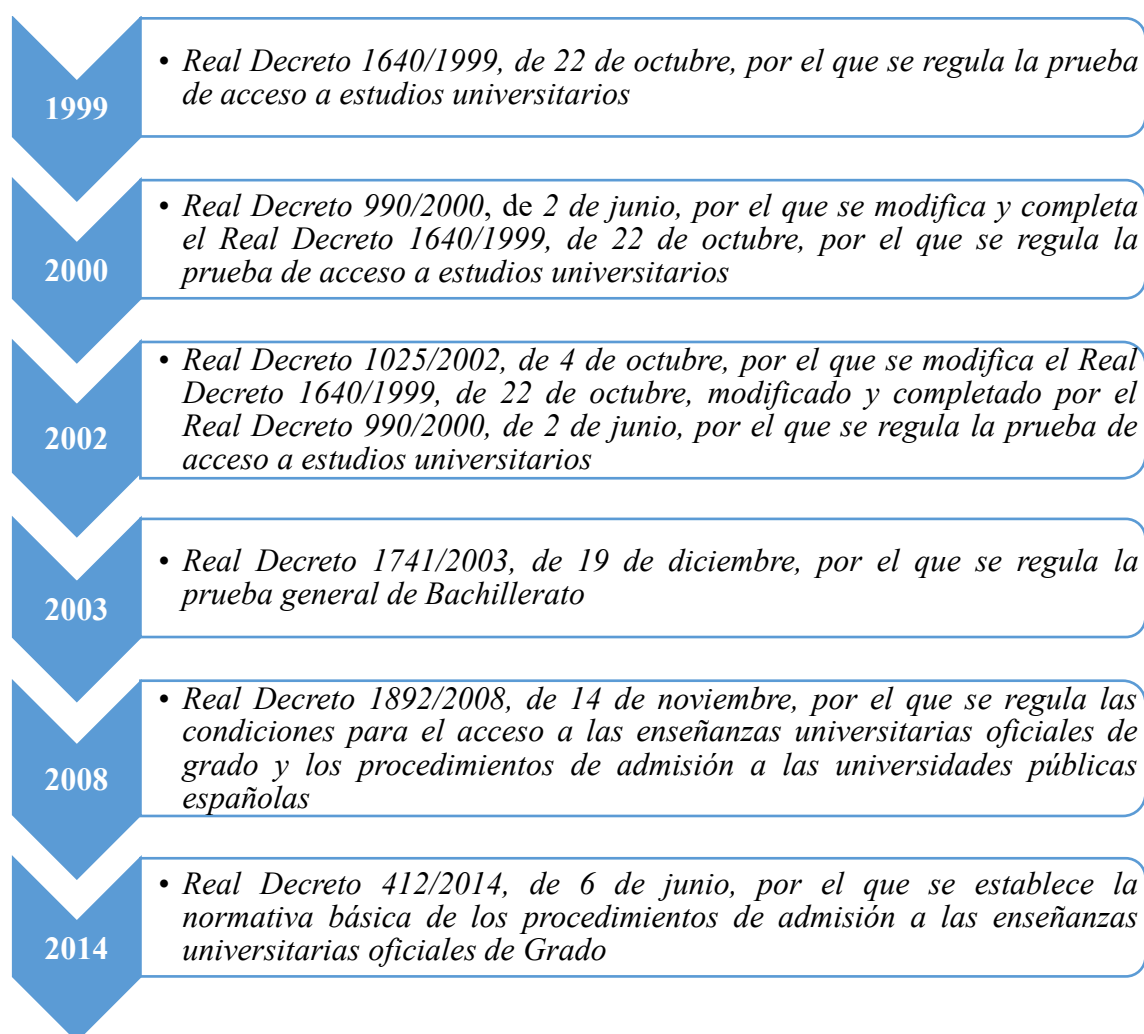 1999
• Real Decreto 1640/1999, de 22 de octubre, por el que se regula la prueba
de acceso a estudios universitarios
2000
• Real Decreto 990/2000, de 2 de junio, por el que se modifica y completa
el Real Decreto 1640/1999, de 22 de octubre, por el que se regula la
prueba de acceso a estudios universitarios
2002
• Real Decreto 1025/2002, de 4 de octubre, por el que se modifica el Real
Decreto 1640/1999, de 22 de octubre, modificado y completado por el
Real Decreto 990/2000, de 2 de junio, por el que se regula la prueba de
acceso a estudios universitarios
2003
• Real Decreto 1741/2003, de 19 de diciembre, por el que se regula la
prueba general de Bachillerato
2008
• Real Decreto 1892/2008, de 14 de noviembre, por el que se regula las
condiciones para el acceso a las enseñanzas universitarias oficiales de
grado y los procedimientos de admisión a las universidades públicas
españolas
2014
• Real Decreto 412/2014, de 6 de junio, por el que se establece la
normativa básica de los procedimientos de admisión a las enseñanzas
universitarias oficiales de Grado